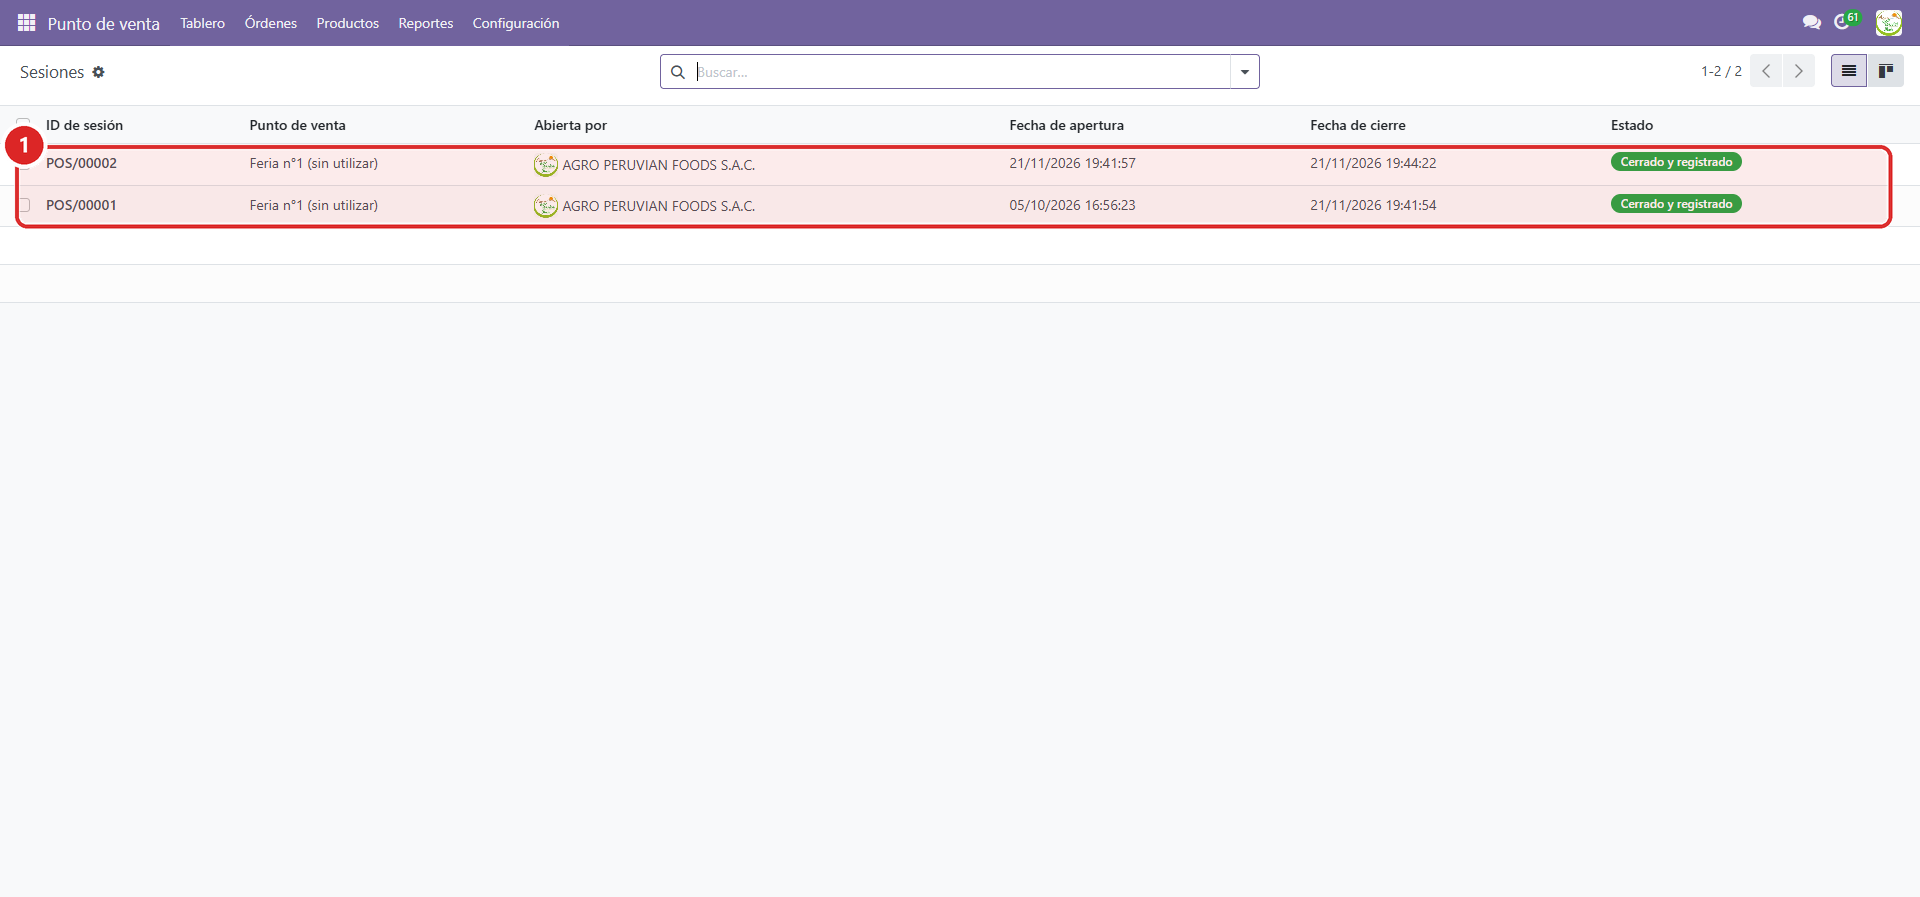 Punto de venta Tablero Órdenes Productos Reportes Configuración 61
Sesiones Buscar... 1-2 / 2
ID de sesión Punto de venta Abierta por Fecha de apertura Fecha de cierre Estado
1
POS/00002 Feria n°1 (sin utilizar) AGRO PERUVIAN FOODS S.A.C. 21/11/2026 19:41:57 21/11/2026 19:44:22 Cerrado y registrado
POS/00001 Feria n°1 (sin utilizar) AGRO PERUVIAN FOODS S.A.C. 05/10/2026 16:56:23 21/11/2026 19:41:54 Cerrado y registrado